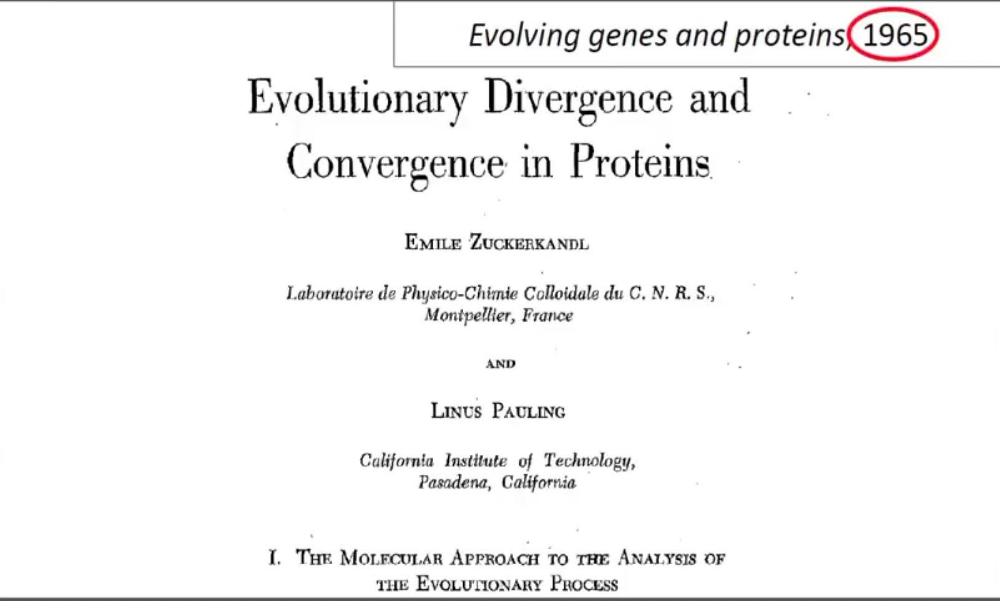 Evolving genes and proteins, 1965
Evolutionary Divergence and
Convergence in Proteins
EMILE ZUCKERKANDL
Laboratoire de Physico-Chimie Colloidale du C. N. R. S.,
Montpellier, France
AND
LINUS PAULING
California Institute of Technology,
Pasadena, California
I. THE MOLECULAR APPROACH TO THE ANALYSIS OF
THE EVOLUTIONARY PROCESS